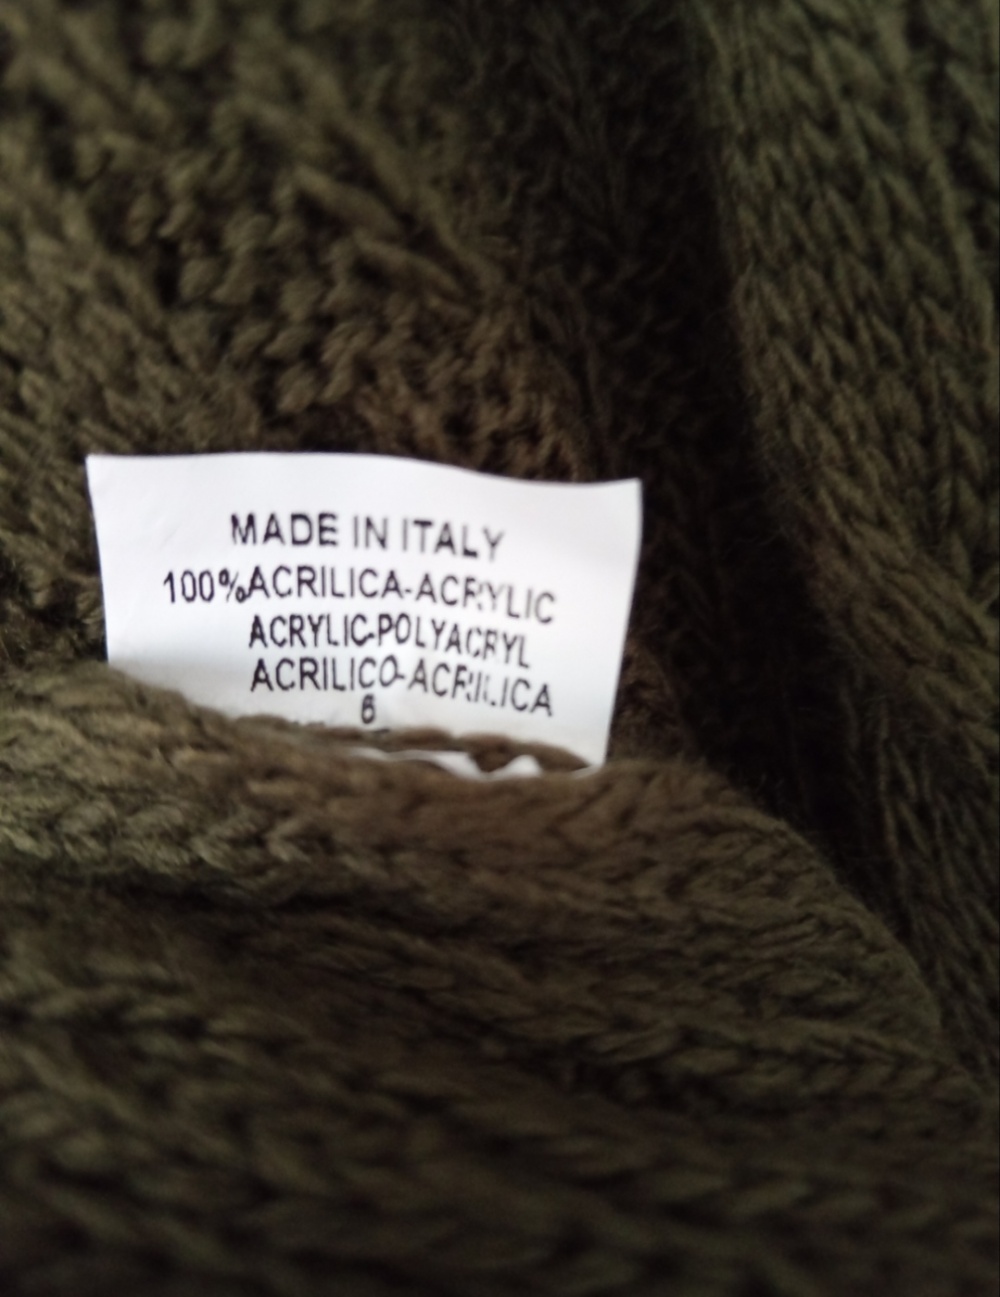 MADE IN ITALY
100%ACRILICA-ACRYLIC
ACRYLIC-POLYACRYL
ACRILICO-ACRILICA
6